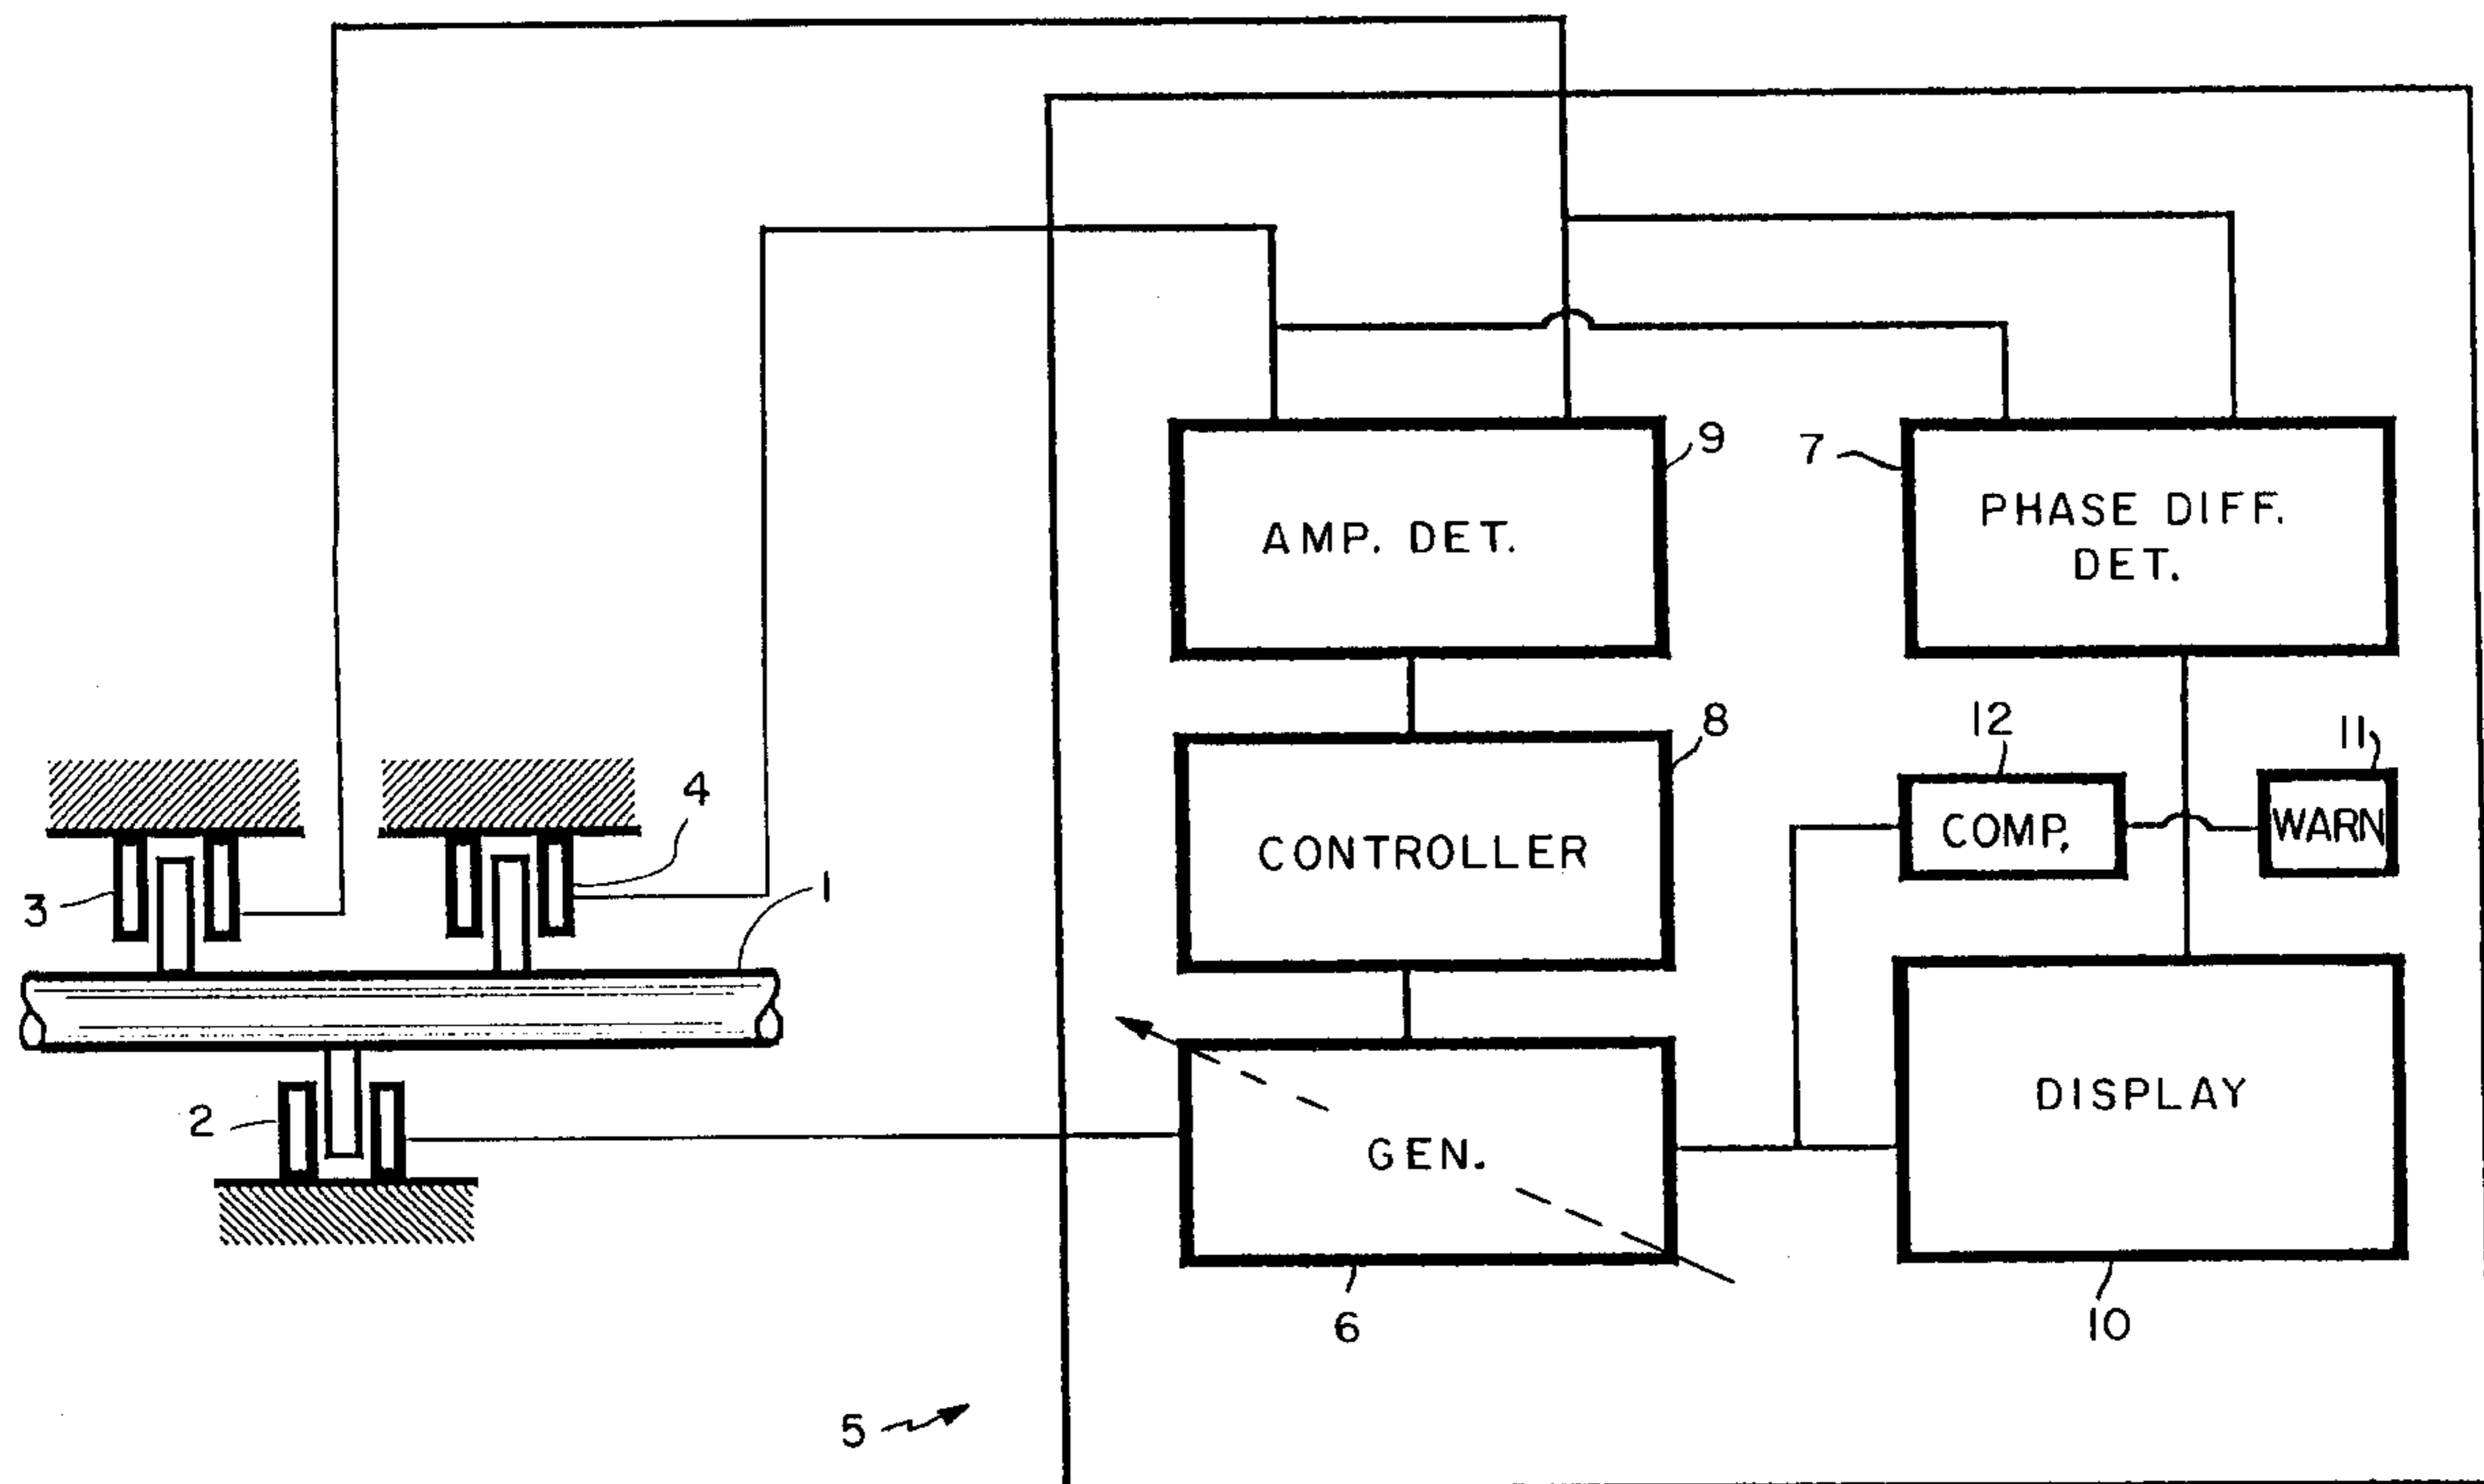 9
7
AMP. DET.
PHASE DIFF.
DET.
8
12
11
4
COMP.
WARN
CONTROLLER
3
1
2
DISPLAY
GEN.
6
10
5